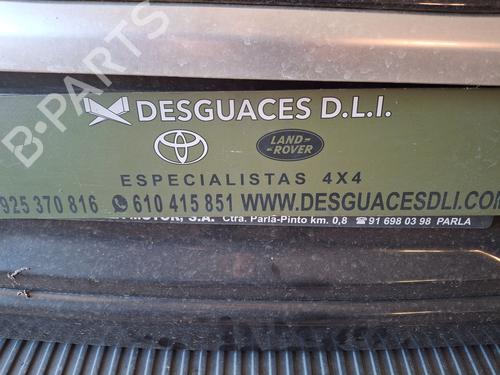 DESGUACES D.L.I.
LAND-
-ROVER
ESPECIALISTAS 4X4
925 370 816 610 415 851 WWW.DESGUACESDLI.COM
MOTOR, S.A. Ctra. Parla-Pinto km. 0,8 ☎ 91 698 03 98 PARLA
B-PARTS